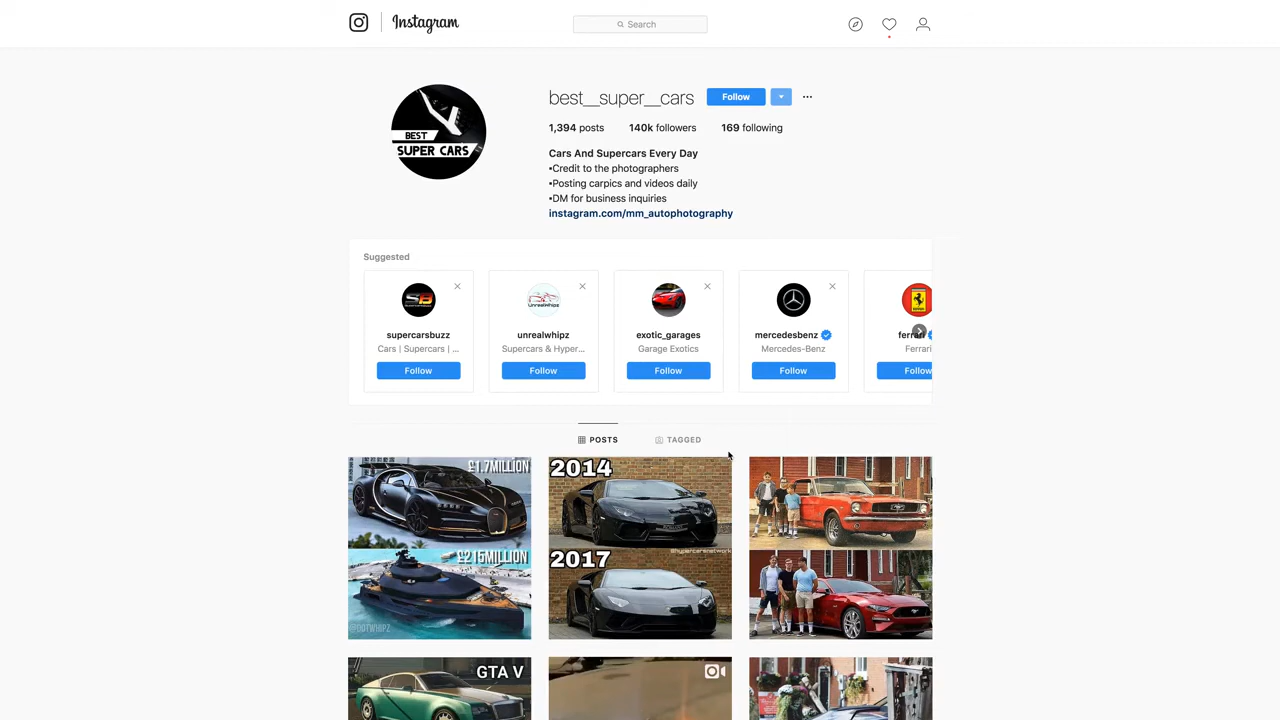 Instagram
Search
best__super__cars
Follow
1,394 posts
140k followers
169 following
BEST
SUPER CARS
Cars And Supercars Every Day
•Credit to the photographers
•Posting carpics and videos daily
•DM for business inquiries
instagram.com/mm_autophotography
Suggested
supercarsbuzz
Cars | Supercars | ...
Follow
unrealwhipz
Supercars & Hyper...
Follow
exotic_garages
Garage Exotics
Follow
mercedesbenz
Mercedes-Benz
Follow
ferrari
Ferrari
Follow
POSTS
TAGGED
£1.7MILLION
£215MILLION
@DOTWHIPZ
2014
@hypercarsnetwork
2017
GTA V